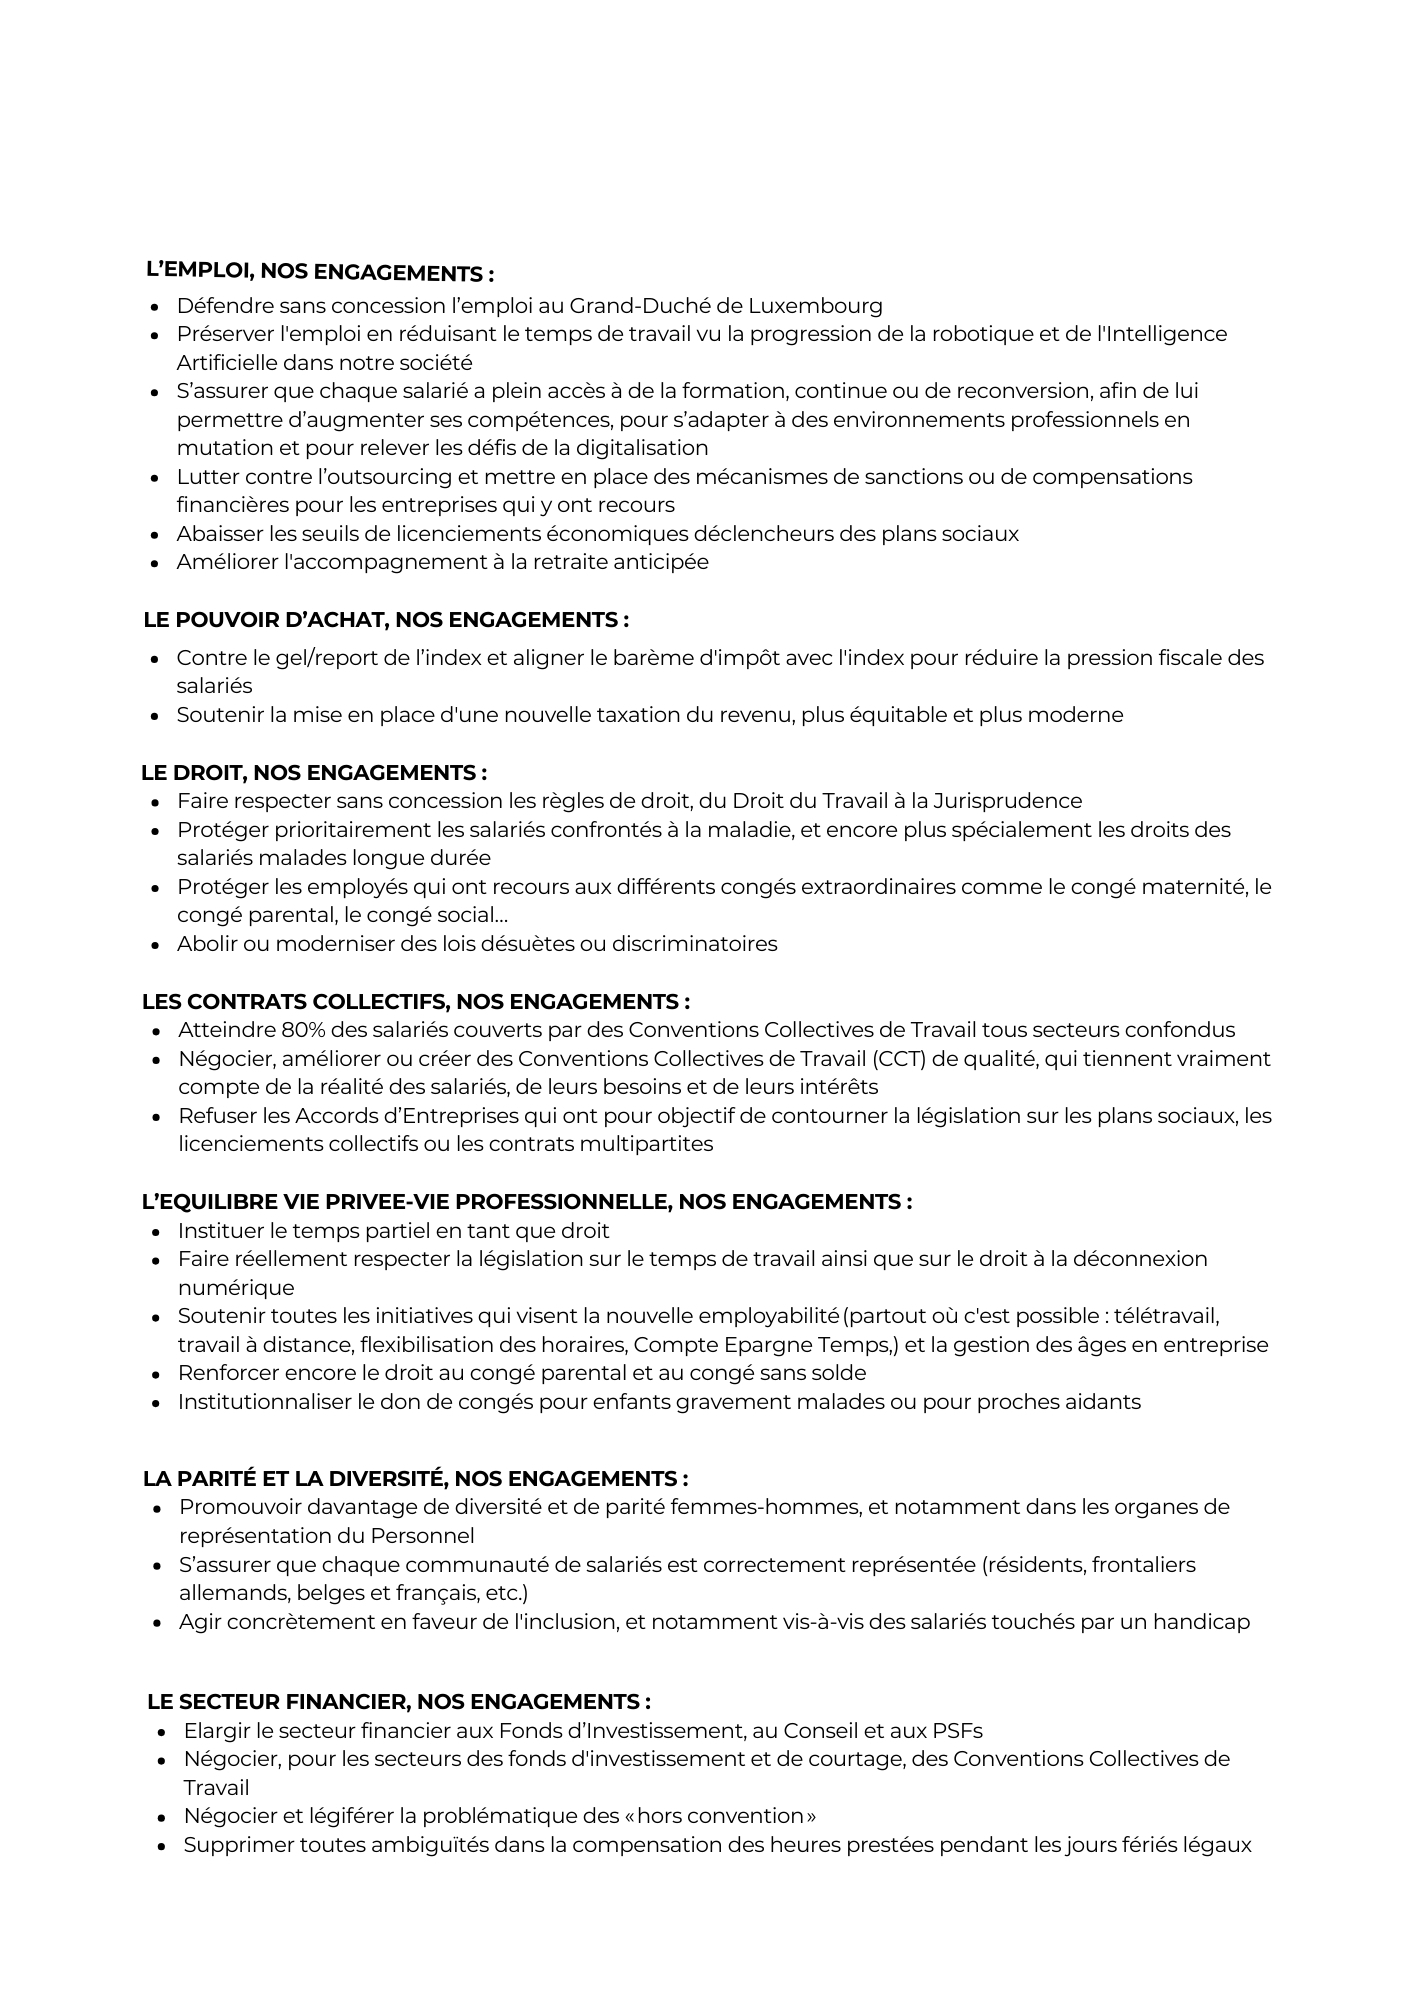 L’EMPLOI, NOS ENGAGEMENTS :
• Défendre sans concession l’emploi au Grand-Duché de Luxembourg
• Préserver l'emploi en réduisant le temps de travail vu la progression de la robotique et de l'Intelligence
Artificielle dans notre société
• S’assurer que chaque salarié a plein accès à de la formation, continue ou de reconversion, afin de lui
permettre d’augmenter ses compétences, pour s’adapter à des environnements professionnels en
mutation et pour relever les défis de la digitalisation
• Lutter contre l’outsourcing et mettre en place des mécanismes de sanctions ou de compensations
financières pour les entreprises qui y ont recours
• Abaisser les seuils de licenciements économiques déclencheurs des plans sociaux
• Améliorer l'accompagnement à la retraite anticipée
LE POUVOIR D’ACHAT, NOS ENGAGEMENTS :
• Contre le gel/report de l’index et aligner le barème d'impôt avec l'index pour réduire la pression fiscale des
salariés
• Soutenir la mise en place d'une nouvelle taxation du revenu, plus équitable et plus moderne
LE DROIT, NOS ENGAGEMENTS :
• Faire respecter sans concession les règles de droit, du Droit du Travail à la Jurisprudence
• Protéger prioritairement les salariés confrontés à la maladie, et encore plus spécialement les droits des
salariés malades longue durée
• Protéger les employés qui ont recours aux différents congés extraordinaires comme le congé maternité, le
congé parental, le congé social…
• Abolir ou moderniser des lois désuètes ou discriminatoires
LES CONTRATS COLLECTIFS, NOS ENGAGEMENTS :
• Atteindre 80% des salariés couverts par des Conventions Collectives de Travail tous secteurs confondus
• Négocier, améliorer ou créer des Conventions Collectives de Travail (CCT) de qualité, qui tiennent vraiment
compte de la réalité des salariés, de leurs besoins et de leurs intérêts
• Refuser les Accords d’Entreprises qui ont pour objectif de contourner la législation sur les plans sociaux, les
licenciements collectifs ou les contrats multipartites
L’EQUILIBRE VIE PRIVEE-VIE PROFESSIONNELLE, NOS ENGAGEMENTS :
• Instituer le temps partiel en tant que droit
• Faire réellement respecter la législation sur le temps de travail ainsi que sur le droit à la déconnexion
numérique
• Soutenir toutes les initiatives qui visent la nouvelle employabilité (partout où c'est possible : télétravail,
travail à distance, flexibilisation des horaires, Compte Epargne Temps,) et la gestion des âges en entreprise
• Renforcer encore le droit au congé parental et au congé sans solde
• Institutionnaliser le don de congés pour enfants gravement malades ou pour proches aidants
LA PARITÉ ET LA DIVERSITÉ, NOS ENGAGEMENTS :
• Promouvoir davantage de diversité et de parité femmes-hommes, et notamment dans les organes de
représentation du Personnel
• S’assurer que chaque communauté de salariés est correctement représentée (résidents, frontaliers
allemands, belges et français, etc.)
• Agir concrètement en faveur de l'inclusion, et notamment vis-à-vis des salariés touchés par un handicap
LE SECTEUR FINANCIER, NOS ENGAGEMENTS :
• Elargir le secteur financier aux Fonds d’Investissement, au Conseil et aux PSFs
• Négocier, pour les secteurs des fonds d'investissement et de courtage, des Conventions Collectives de
Travail
• Négocier et légiférer la problématique des « hors convention »
• Supprimer toutes ambiguïtés dans la compensation des heures prestées pendant les jours fériés légaux